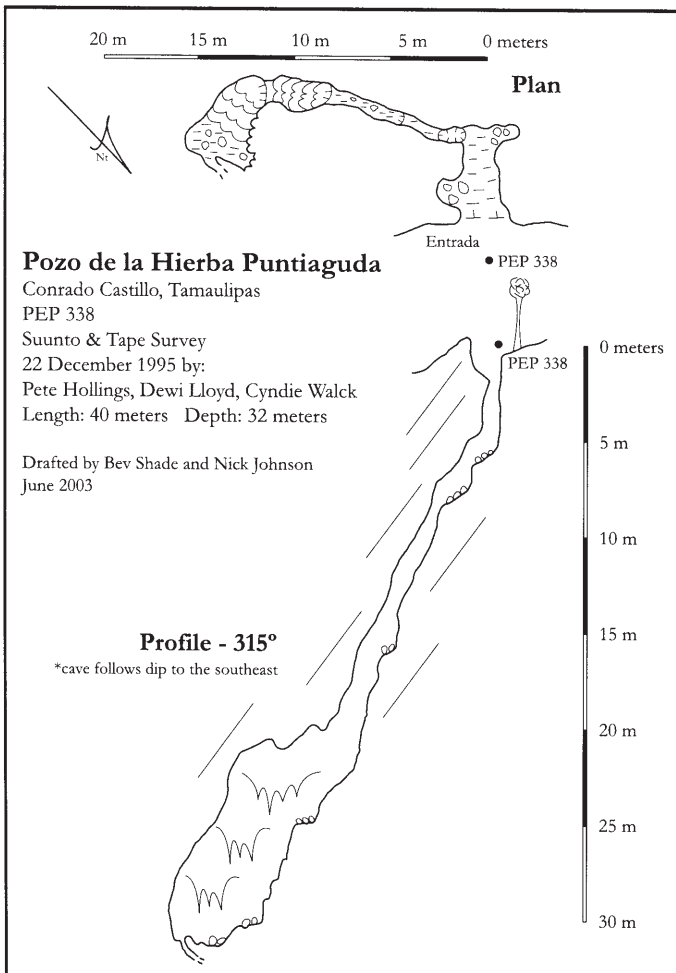 20 m 15 m 10 m 5 m 0 meters
Plan
Nt
Entrada
PEP 338
Pozo de la Hierba Puntiaguda
Conrado Castillo, Tamaulipas
PEP 338
Suunto & Tape Survey
22 December 1995 by:
Pete Hollings, Dewi Lloyd, Cyndie Walck
Length: 40 meters Depth: 32 meters
Drafted by Bev Shade and Nick Johnson
June 2003
PEP 338
0 meters
5 m
10 m
15 m
20 m
25 m
30 m
Profile - 315º
*cave follows dip to the southeast